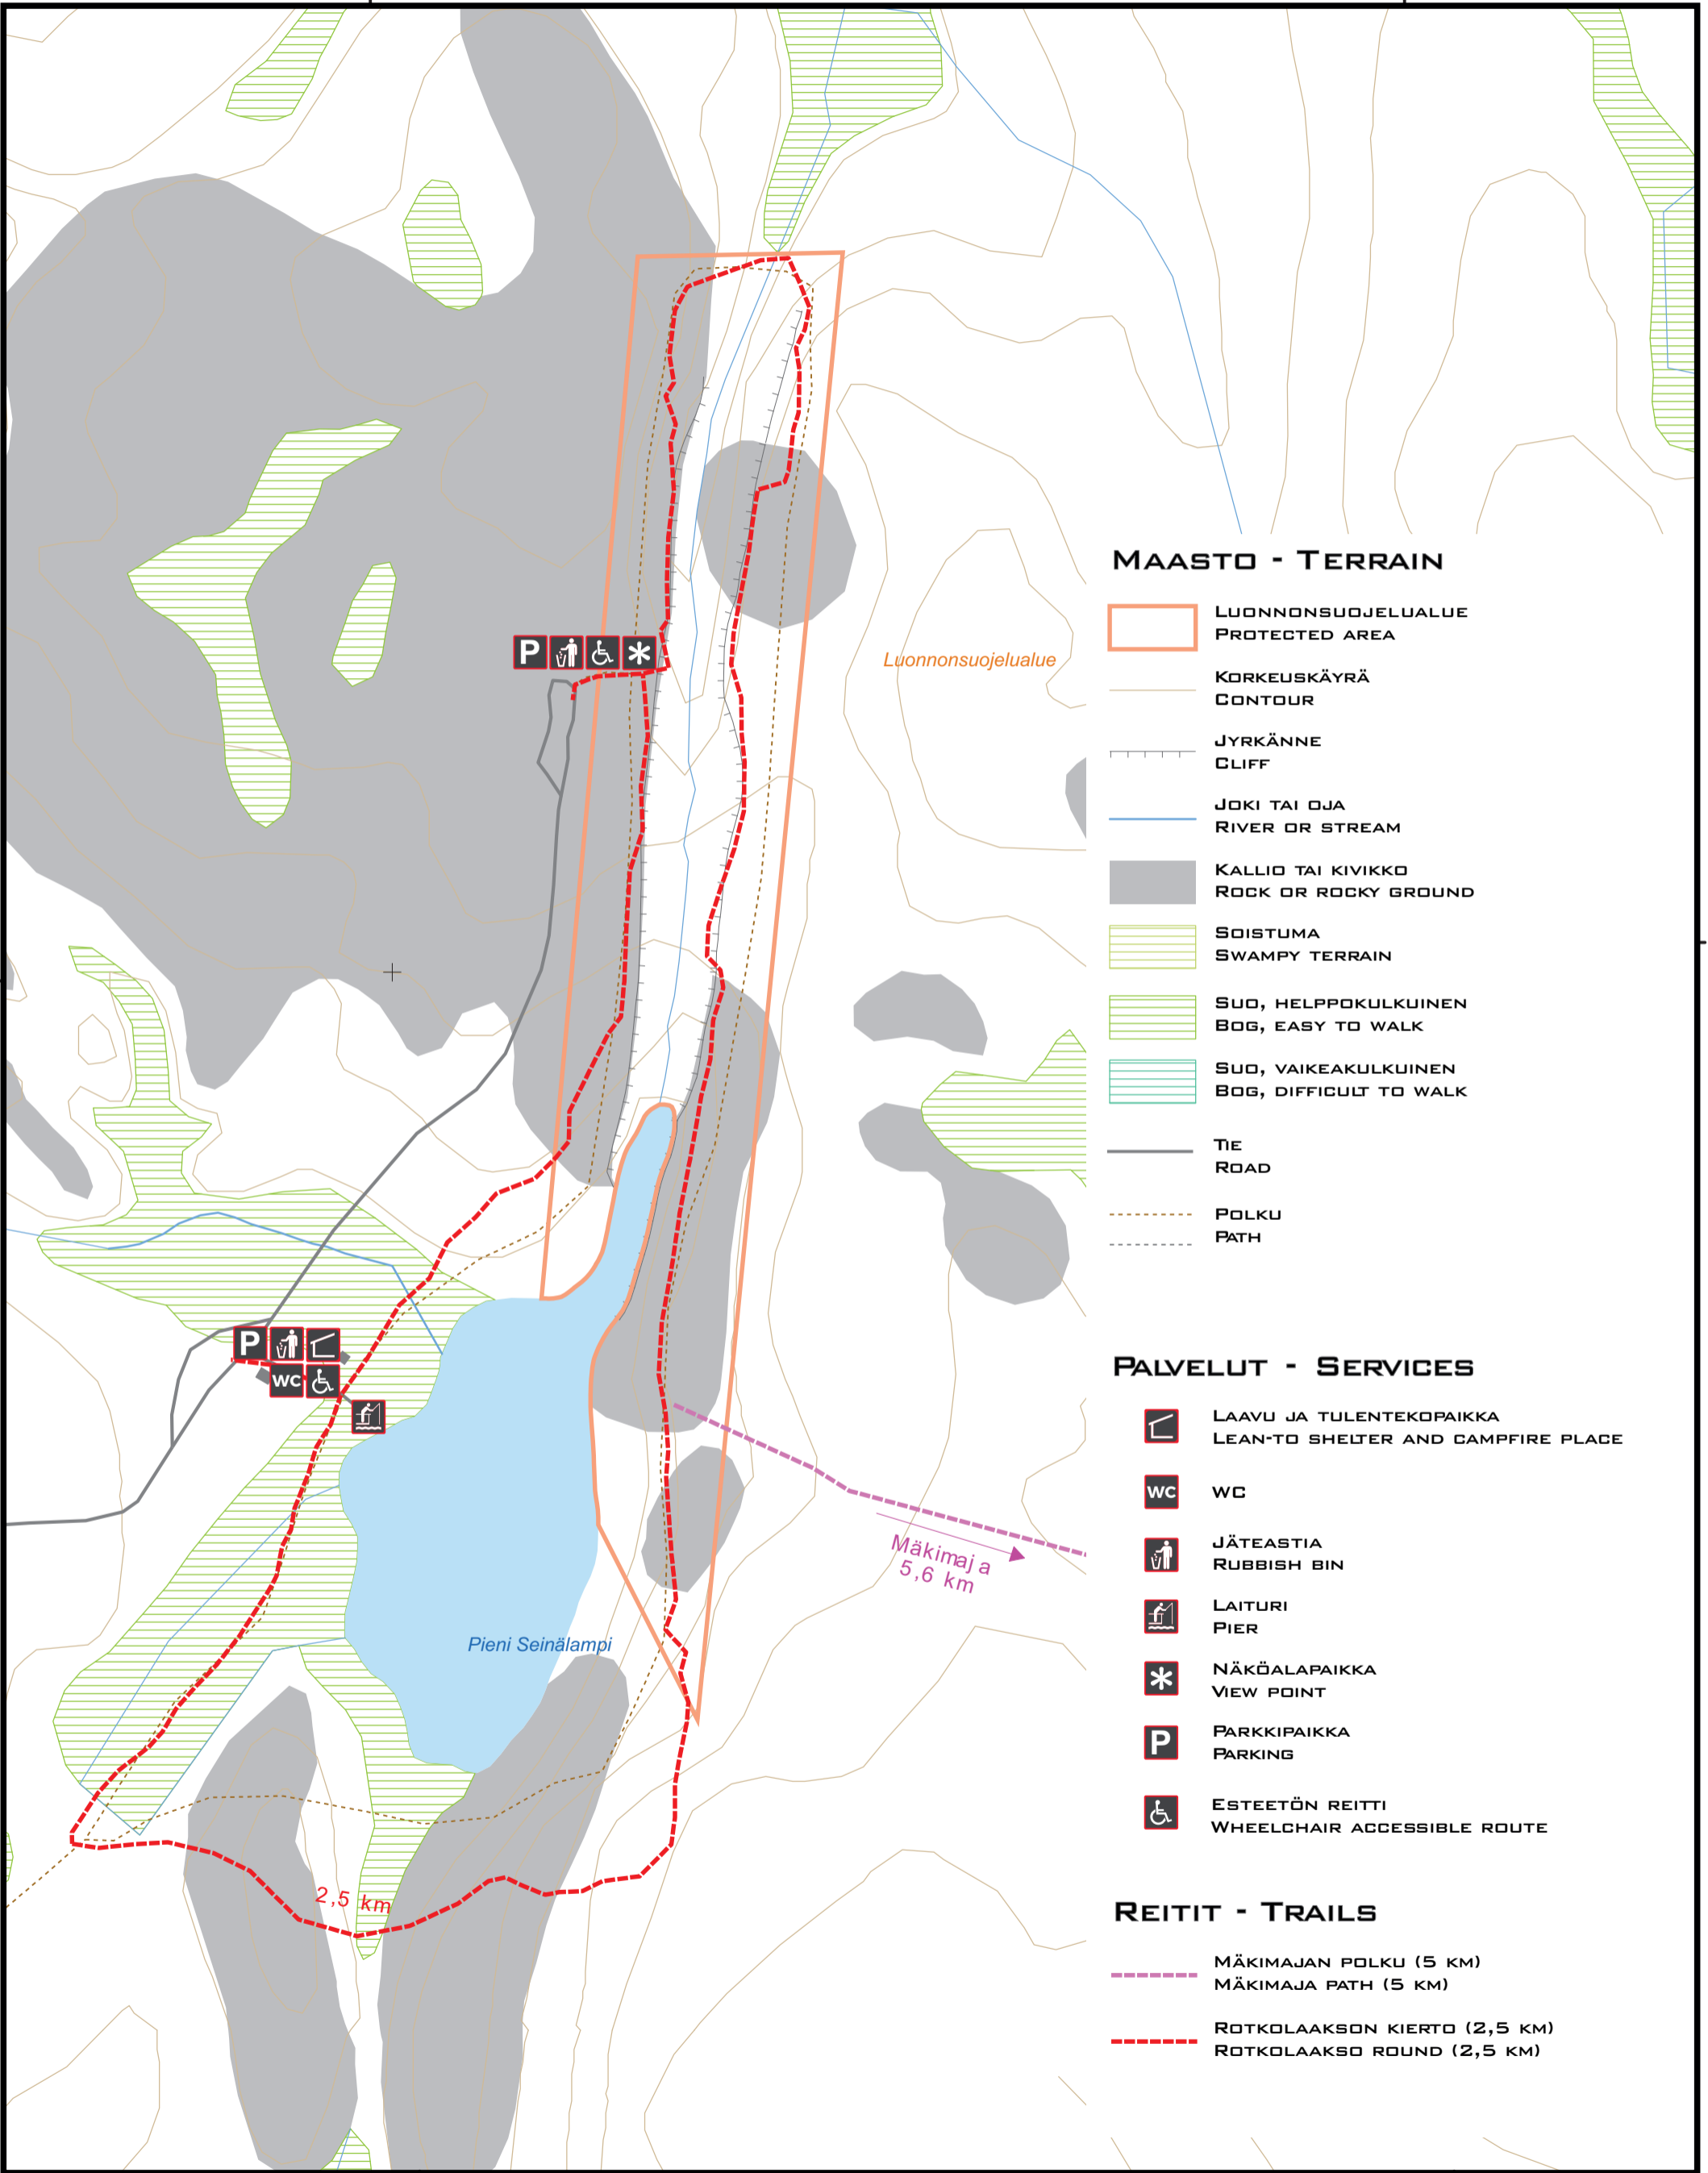 P
*
Luonnonsuojelualue
P
WC
Mäkimaja
5,6 km
Pieni Seinälampi
2,5 km
MAASTO - TERRAIN
LUONNONSUOJELUALUE
PROTECTED AREA
KORKEUSKÄYRÄ
CONTOUR
JYRKÄNNE
CLIFF
JOKI TAI OJA
RIVER OR STREAM
KALLIO TAI KIVIKKO
ROCK OR ROCKY GROUND
SOISTUMA
SWAMPY TERRAIN
SUO, HELPPOKULKUINEN
BOG, EASY TO WALK
SUO, VAIKEAKULKUINEN
BOG, DIFFICULT TO WALK
TIE
ROAD
POLKU
PATH
PALVELUT - SERVICES
LAAVU JA TULENTEKOPAIKKA
LEAN-TO SHELTER AND CAMPFIRE PLACE
WC WC
JÄTEASTIA
RUBBISH BIN
LAITURI
PIER
NÄKÖALAPAIKKA
VIEW POINT
P PARKKIPAIKKA
PARKING
ESTEETÖN REITTI
WHEELCHAIR ACCESSIBLE ROUTE
REITIT - TRAILS
MÄKIMAJAN POLKU (5 KM)
MÄKIMAJA PATH (5 KM)
ROTKOLAAKSON KIERTO (2,5 KM)
ROTKOLAAKSO ROUND (2,5 KM)